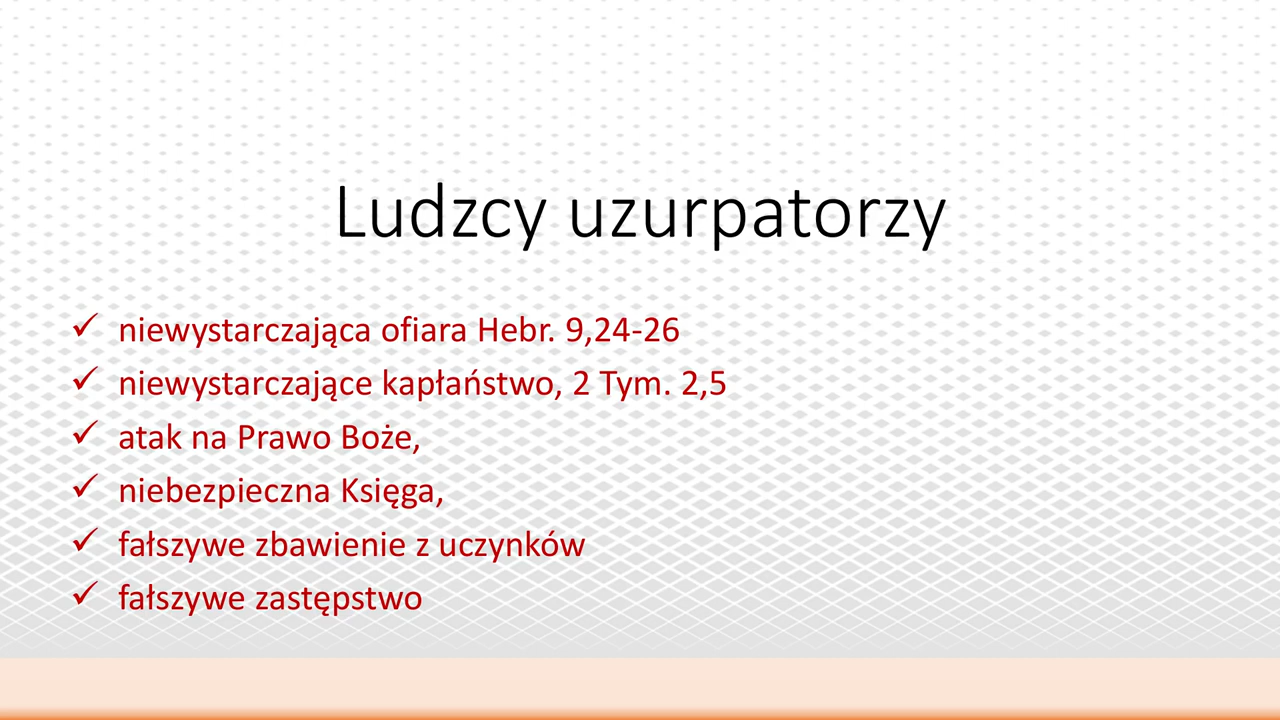 Ludzcy uzurpatorzy
✓ niewystarczająca ofiara Hebr. 9,24-26
✓ niewystarczające kapłaństwo, 2 Tym. 2,5
✓ atak na Prawo Boże,
✓ niebezpieczna Księga,
✓ fałszywe zbawienie z uczynków
✓ fałszywe zastępstwo